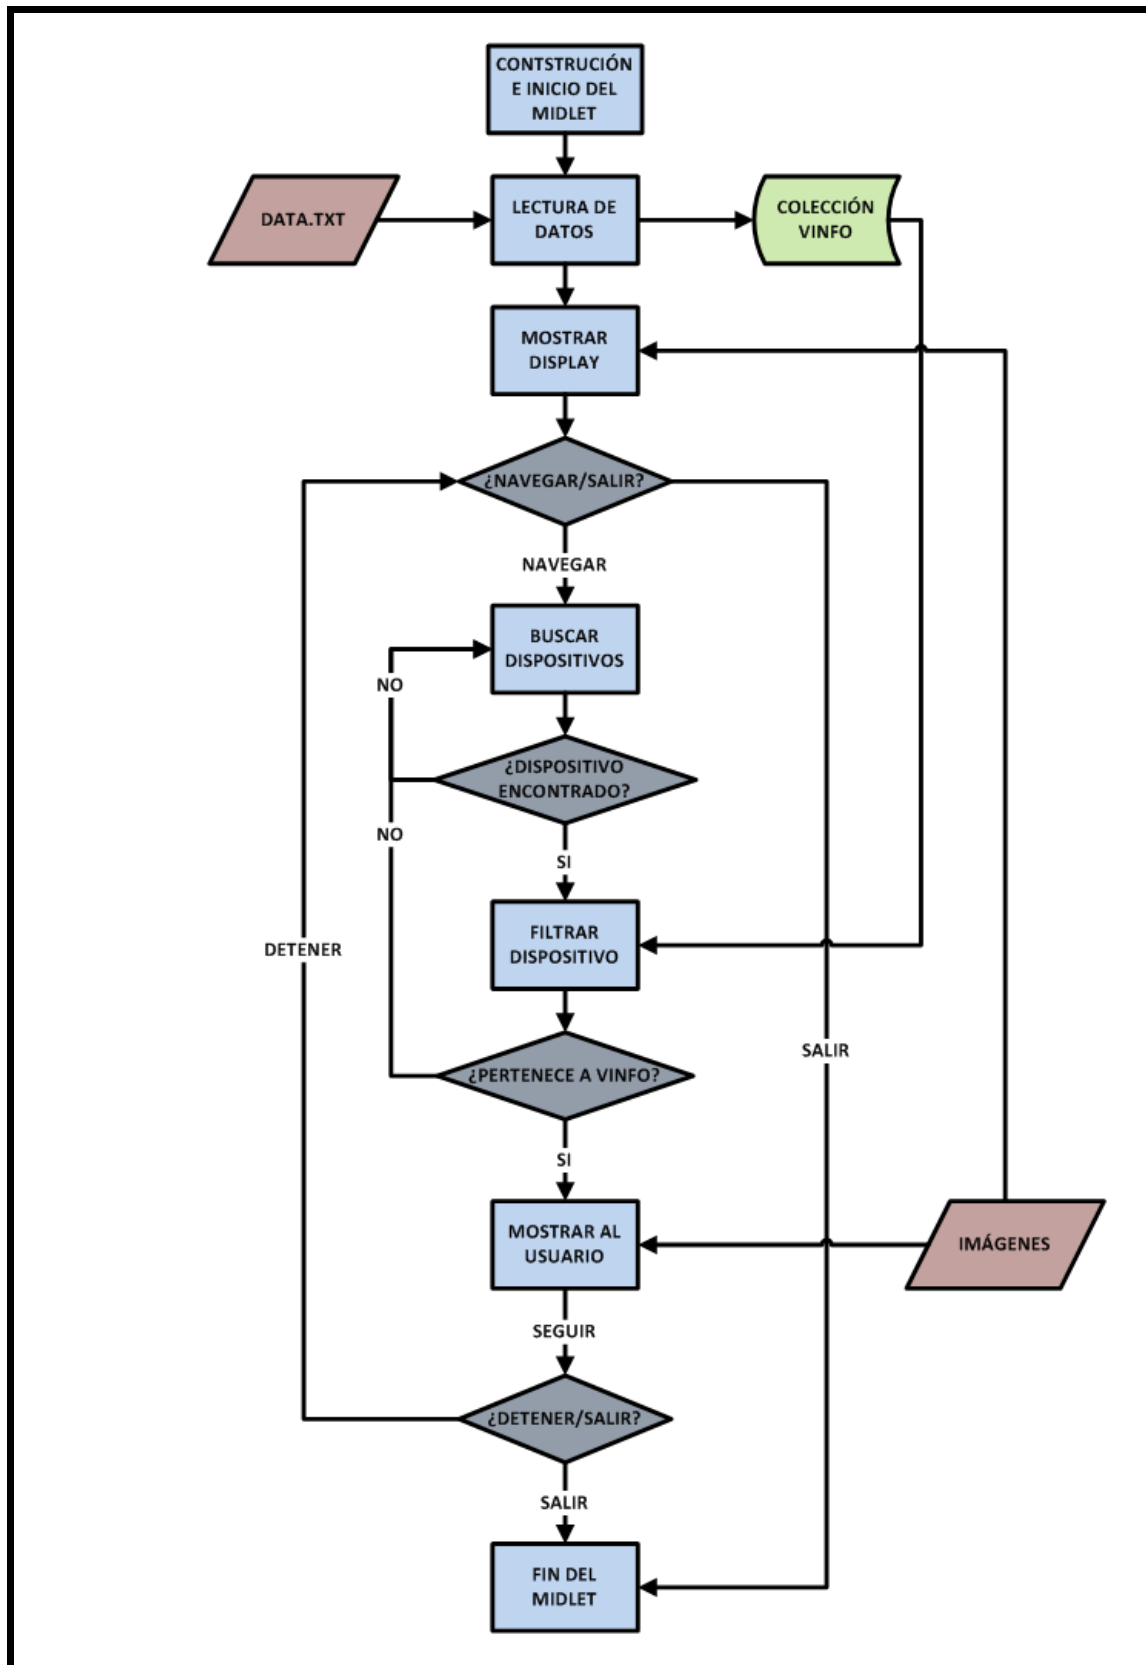 CONTSTRUCIÓN
E INICIO DEL
MIDLET
DATA.TXT
LECTURA DE
DATOS
COLECCIÓN
VINFO
MOSTRAR
DISPLAY
¿NAVEGAR/SALIR?
NAVEGAR
BUSCAR
DISPOSITIVOS
NO
¿DISPOSITIVO
ENCONTRADO?
NO
SI
FILTRAR
DISPOSITIVO
DETENER
SALIR
¿PERTENECE A VINFO?
SI
MOSTRAR AL
USUARIO
IMÁGENES
SEGUIR
¿DETENER/SALIR?
SALIR
FIN DEL
MIDLET